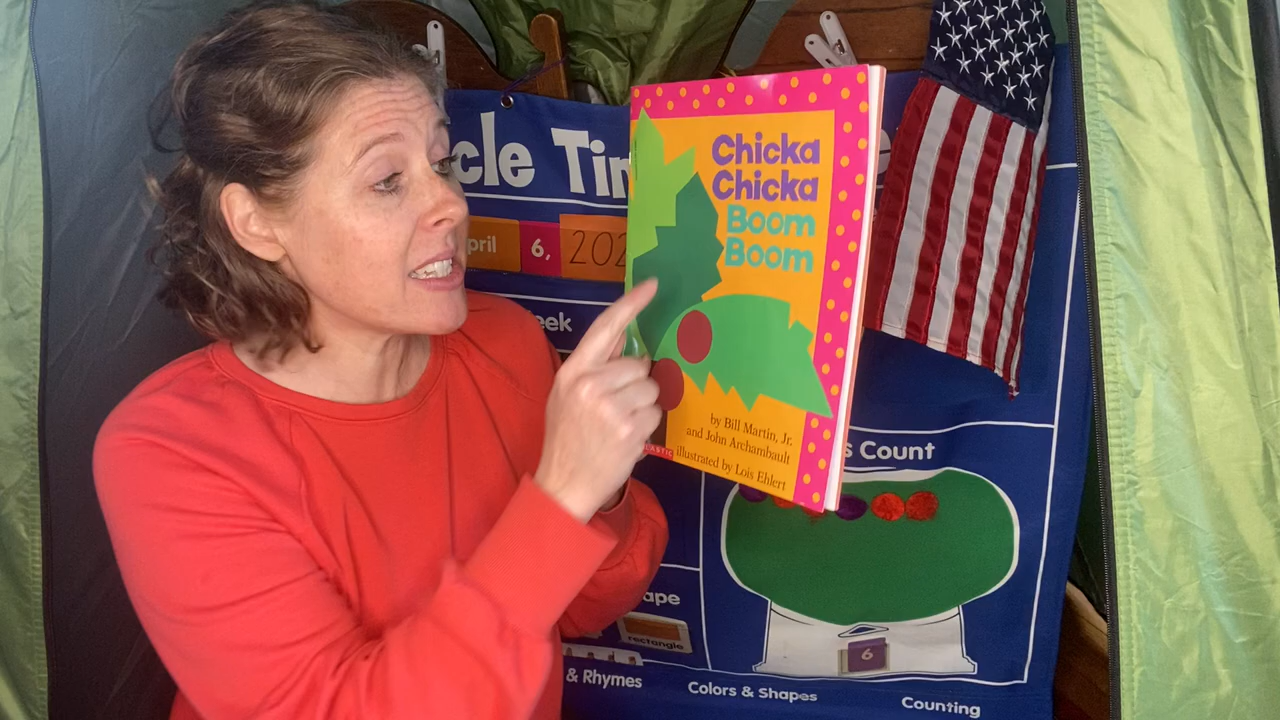 cle Tim
pril 6, 202
eek
Chicka
Chicka
Boom
Boom
by Bill Martin, Jr.
and John Archambault
illustrated by Lois Ehlert
LASTIC
s Count
ape
rectangle
6
& Rhymes
Colors & Shapes
Counting